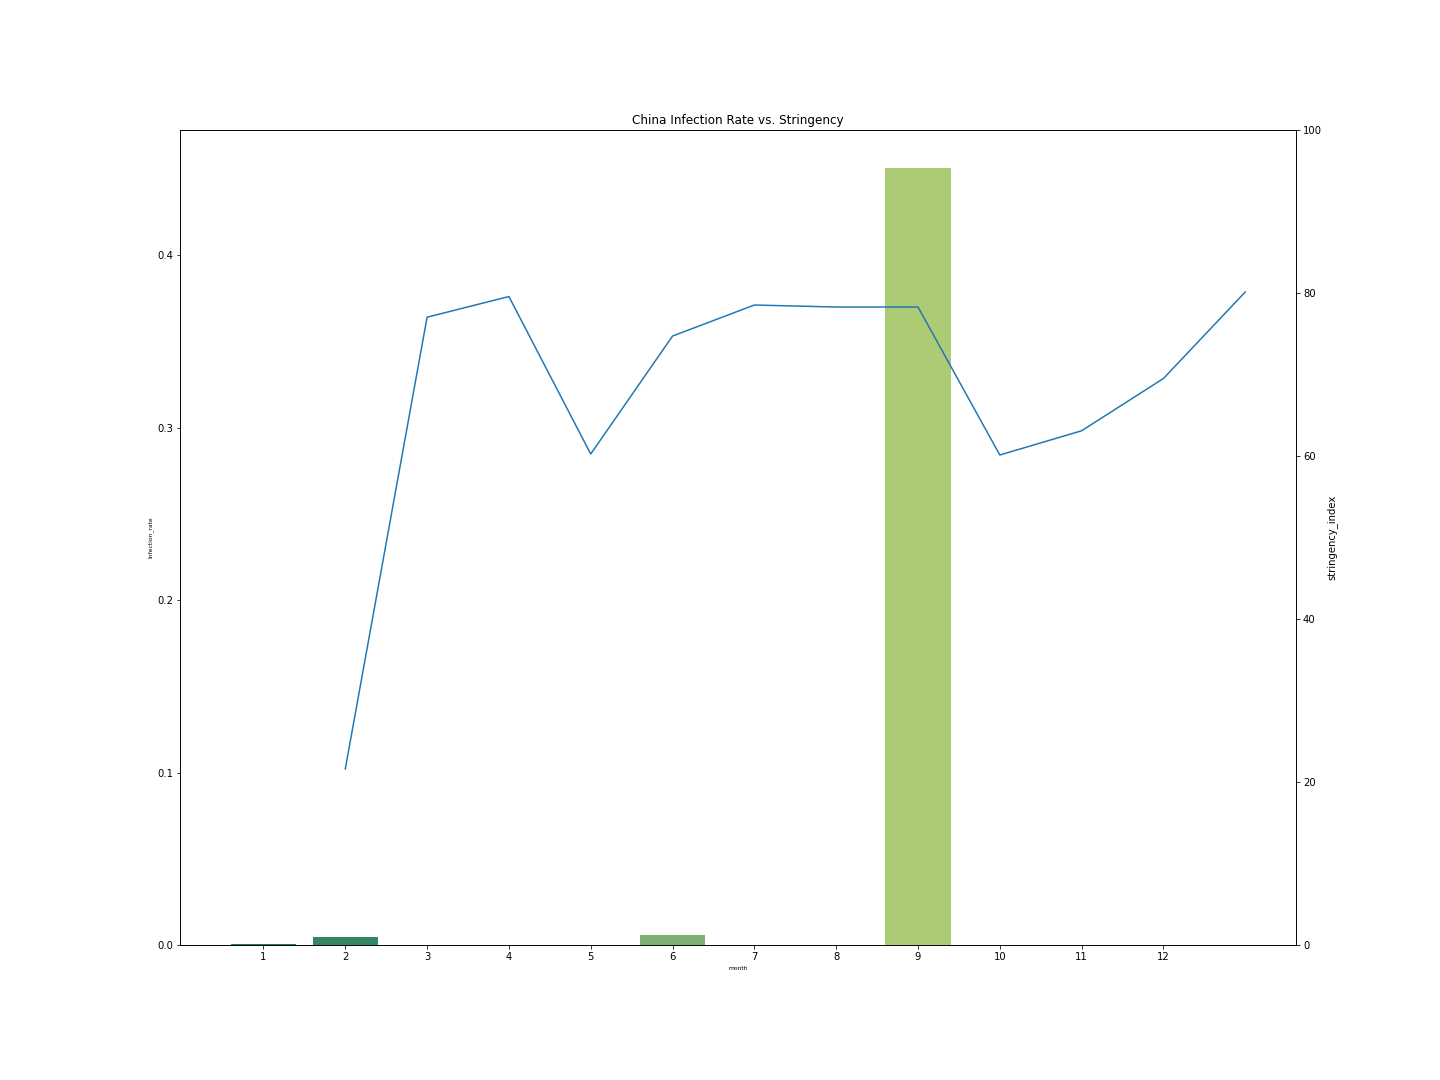 China Infection Rate vs. Stringency
100
0.4
80
0.3
60
infection_rate
stringency_index
0.2
40
0.1
20
0.0
0
1 2 3 4 5 6 7 8 9 10 11 12
month